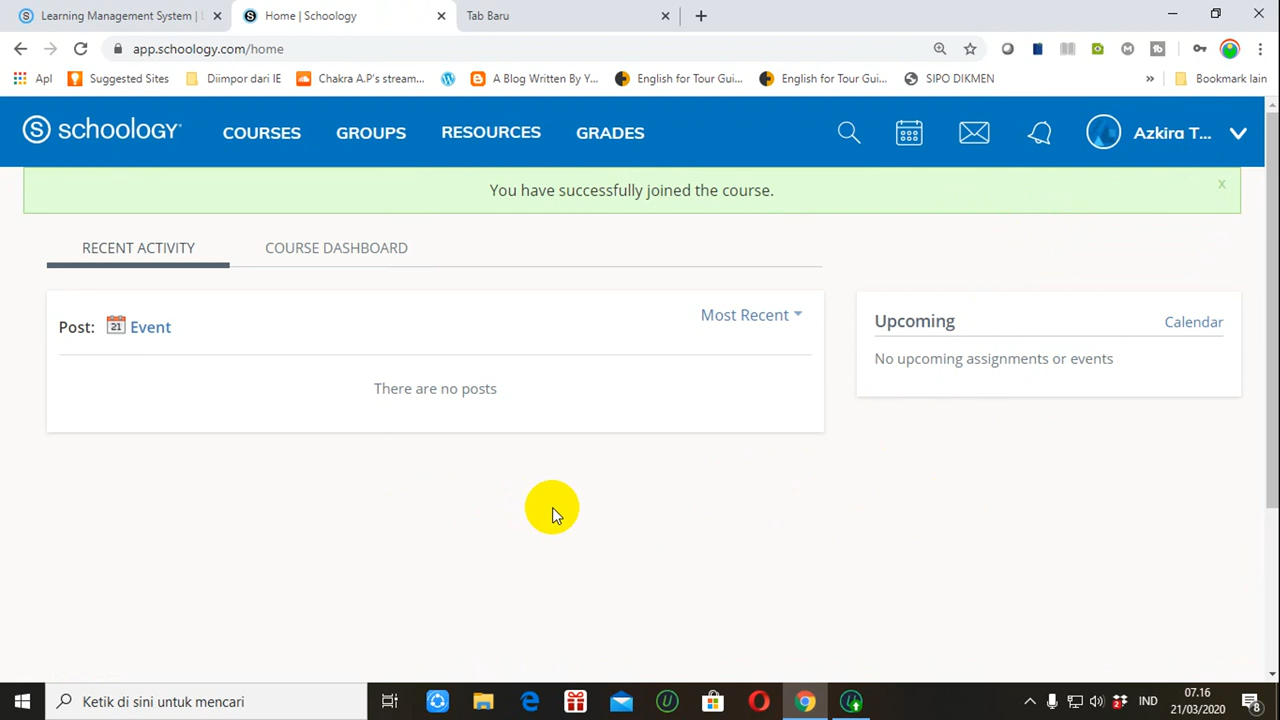 Learning Management System | L
Home | Schoology
Tab Baru
app.schoology.com/home
Apl
Suggested Sites
Diimpor dari IE
Chakra A.P's stream...
A Blog Written By Y...
English for Tour Gui...
English for Tour Gui...
SIPO DIKMEN
»
Bookmark lain
S schoology
COURSES
GROUPS
RESOURCES
GRADES
Azkira T...
You have successfully joined the course.
x
RECENT ACTIVITY
COURSE DASHBOARD
Post: 21 Event
Most Recent
There are no posts
Upcoming
Calendar
No upcoming assignments or events
Ketik di sini untuk mencari
IND
07.16
21/03/2020
8